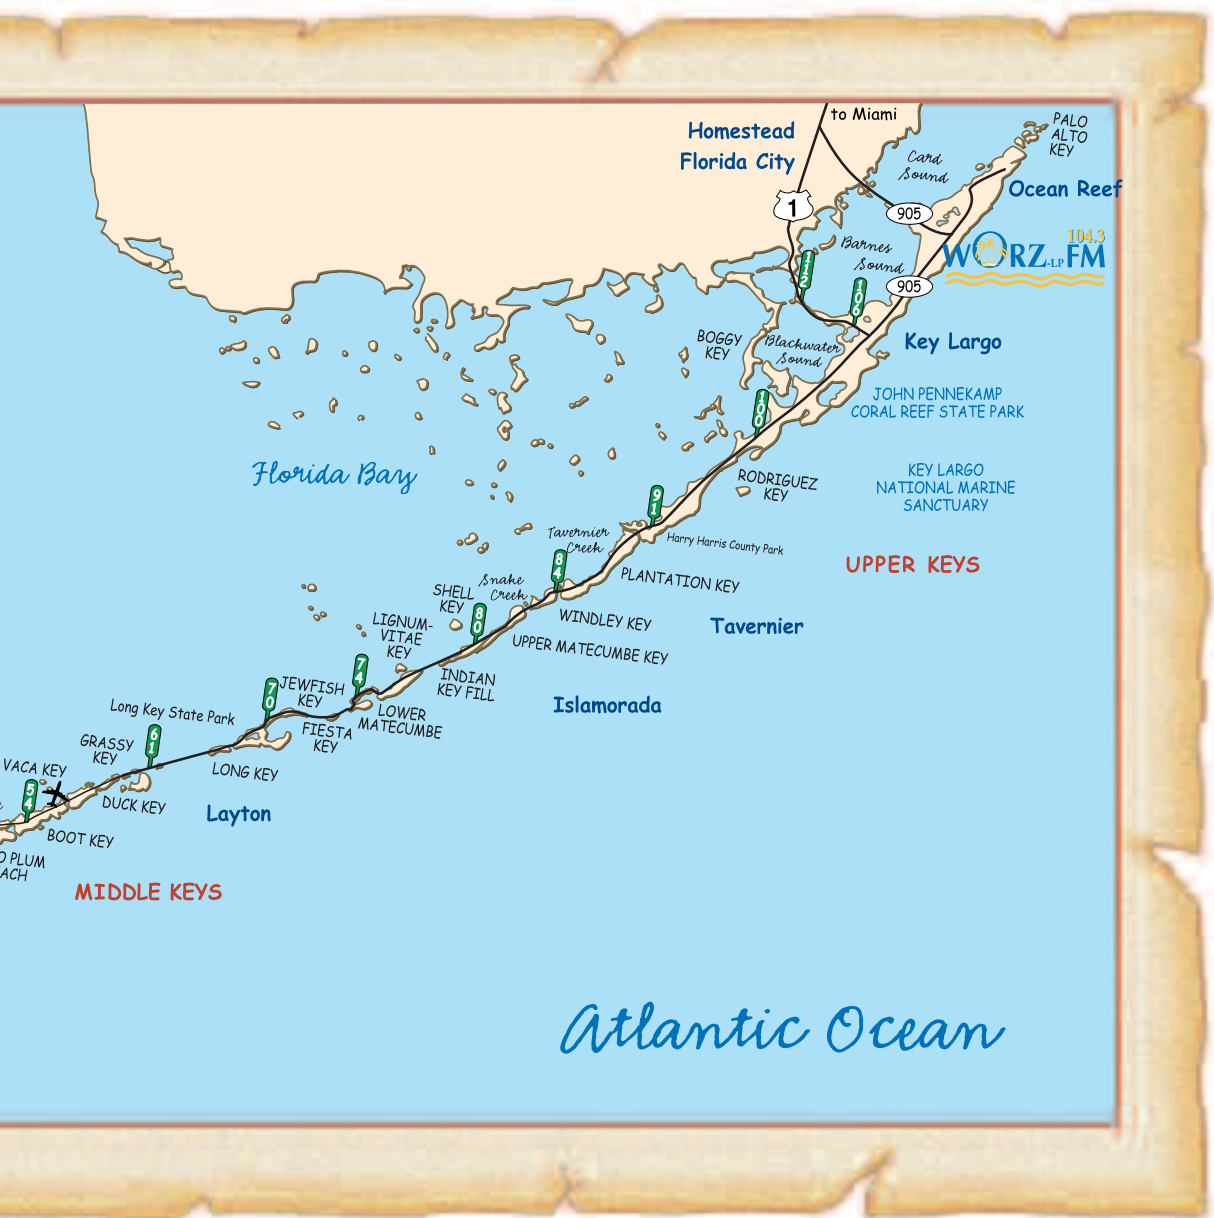 to Miami
PALO
ALTO
KEY
Homestead
Florida City
Card
Sound
Ocean Reef
1
905
104.3
WORZ-LP FM
Barnes
Sound
112
905
106
BOGGY
KEY
Blackwater
Sound
Key Largo
JOHN PENNEKAMP
CORAL REEF STATE PARK
100
Florida Bay
KEY LARGO
NATIONAL MARINE
SANCTUARY
RODRIGUEZ
KEY
91
Tavernier
Creek
Harry Harris County Park
UPPER KEYS
84
PLANTATION KEY
Snake
Creek
SHELL
KEY
80
WINDLEY KEY
Tavernier
LIGNUM-
VITAE
KEY
UPPER MATECUMBE KEY
74
INDIAN
KEY FILL
70
JEWFISH
KEY
Islamorada
Long Key State Park
LOWER
MATECUMBE
FIESTA
KEY
61
GRASSY
KEY
VACA KEY
LONG KEY
54
DUCK KEY
Layton
BOOT KEY
O PLUM
ACH
MIDDLE KEYS
Atlantic Ocean